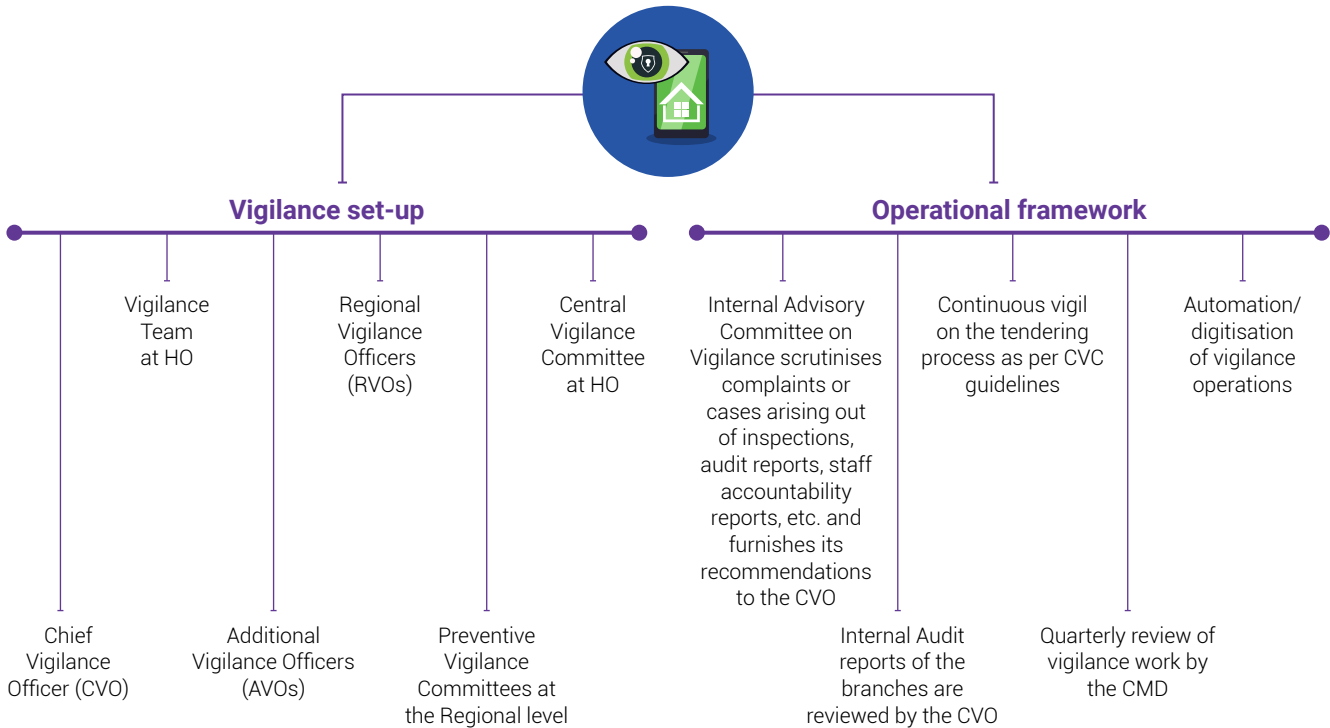 Vigilance set-up
Chief
Vigilance
Officer (CVO)
Vigilance
Team
at HO
Additional
Vigilance Officers
(AVOs)
Regional
Vigilance
Officers
(RVOs)
Preventive
Vigilance
Committees at
the Regional level
Central
Vigilance
Committee
at HO
Operational framework
Internal Advisory
Committee on
Vigilance scrutinises
complaints or
cases arising out
of inspections,
audit reports, staff
accountability
reports, etc. and
furnishes its
recommendations
to the CVO
Internal Audit
reports of the
branches are
reviewed by the CVO
Continuous vigil
on the tendering
process as per CVC
guidelines
Quarterly review of
vigilance work by
the CMD
Automation/
digitisation
of vigilance
operations